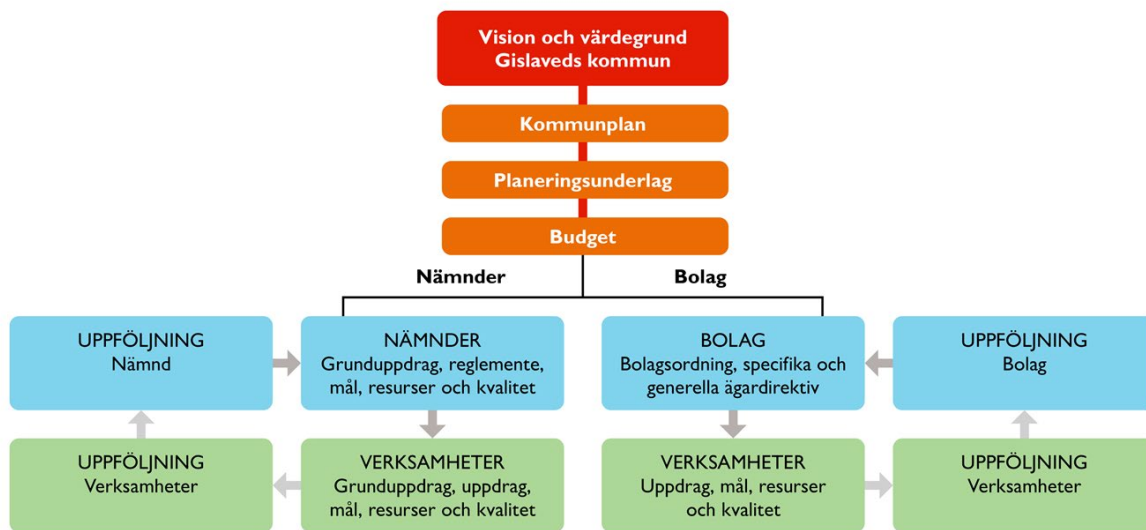 Vision och värdegrund
Gislaveds kommun
Kommunplan
Planeringsunderlag
Budget
Nämnder
Bolag
UPPFÖLJNING
Nämnd
NÄMNDER
Grunduppdrag, reglemente,
mål, resurser och kvalitet
BOLAG
Bolagsordning, specifika och
generella ägardirektiv
UPPFÖLJNING
Bolag
UPPFÖLJNING
Verksamheter
VERKSAMHETER
Grunduppdrag, uppdrag,
mål, resurser och kvalitet
VERKSAMHETER
Uppdrag, mål, resurser
och kvalitet
UPPFÖLJNING
Verksamheter